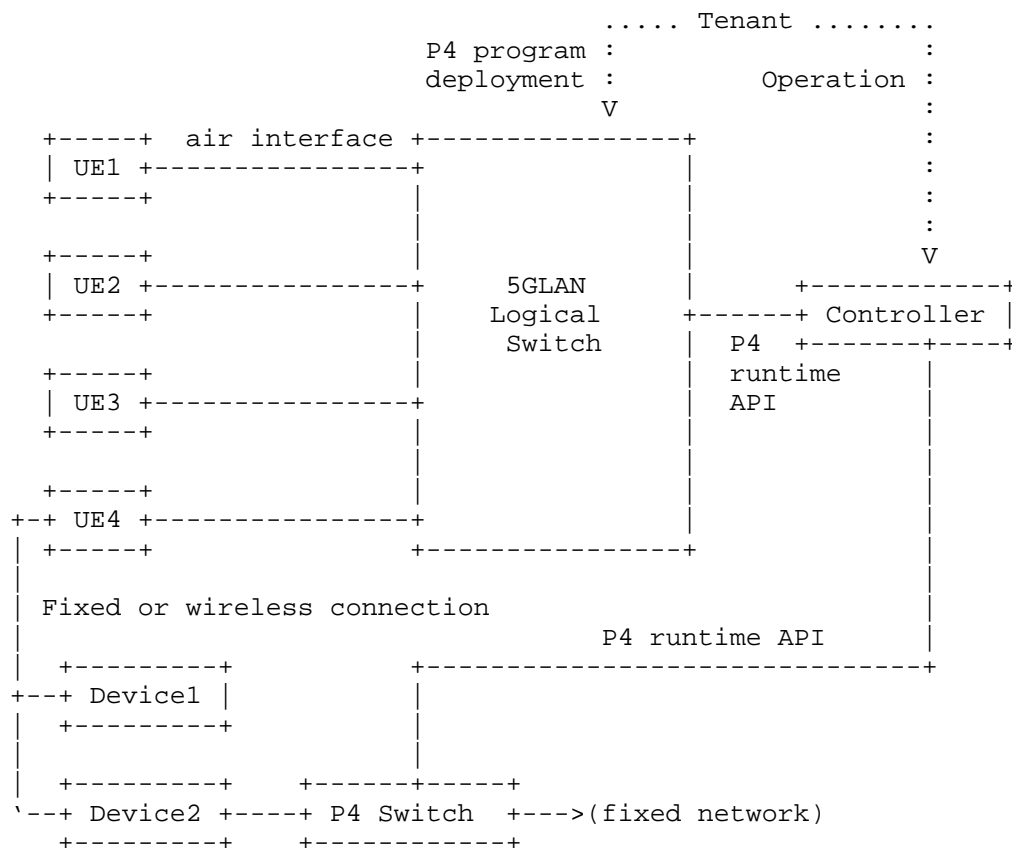 ..... Tenant ........
P4 program :                    :
deployment :         Operation :
V                    :
+-----+  air interface +----------------+               :
| UE1 +----------------+                |               :
+-----+                |                |               :
|                |               :
+-----+                |                |               V
| UE2 +----------------+     5GLAN      |      +------------+
+-----+                |    Logical     +------+ Controller |
|     Switch     |  P4  +-------+----+
+-----+                |                |  runtime      |
| UE3 +----------------+                |  API          |
+-----+                |                |               |
|                |               |
+-----+                |                |               |
+-+ UE4 +----------------+                |               |
| +-----+                +----------------+               |
|                                                         |
| Fixed or wireless connection                            |
|                                    P4 runtime API       |
|  +---------+           +------------------------------+
+--+ Device1 |           |
|  +---------+           |
|                        |
|  +---------+    +------+-----+
`--+ Device2 +----+ P4 Switch  +--->(fixed network)
+---------+    +------------+